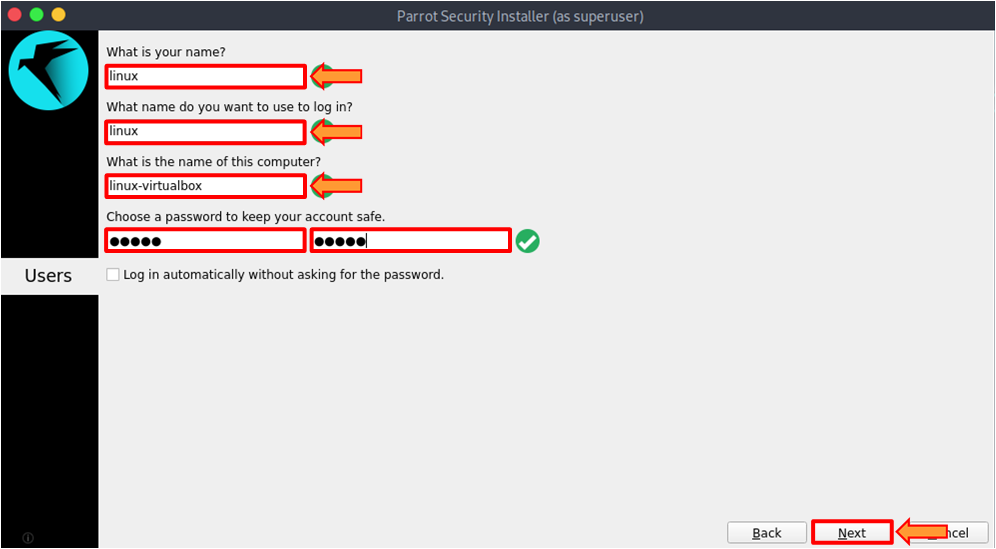 Parrot Security Installer (as superuser)
What is your name?
linux
What name do you want to use to log in?
linux
What is the name of this computer?
linux-virtualbox
Choose a password to keep your account safe.
●●●●● ●●●●●
Users
Log in automatically without asking for the password.
Back Next